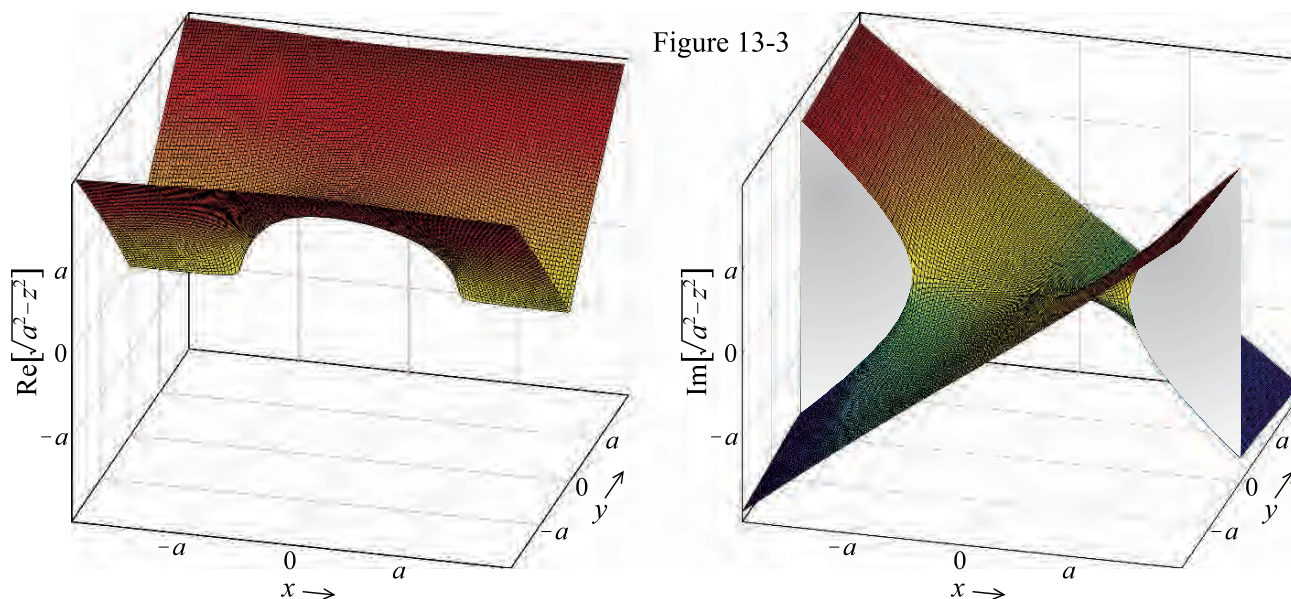 Figure 13-3
Re[√a²−z²]
a
0
−a
−a
0
a
x →
−a
0
a
y →
Im[√a²−z²]
a
0
−a
−a
0
a
x →
−a
0
a
y →